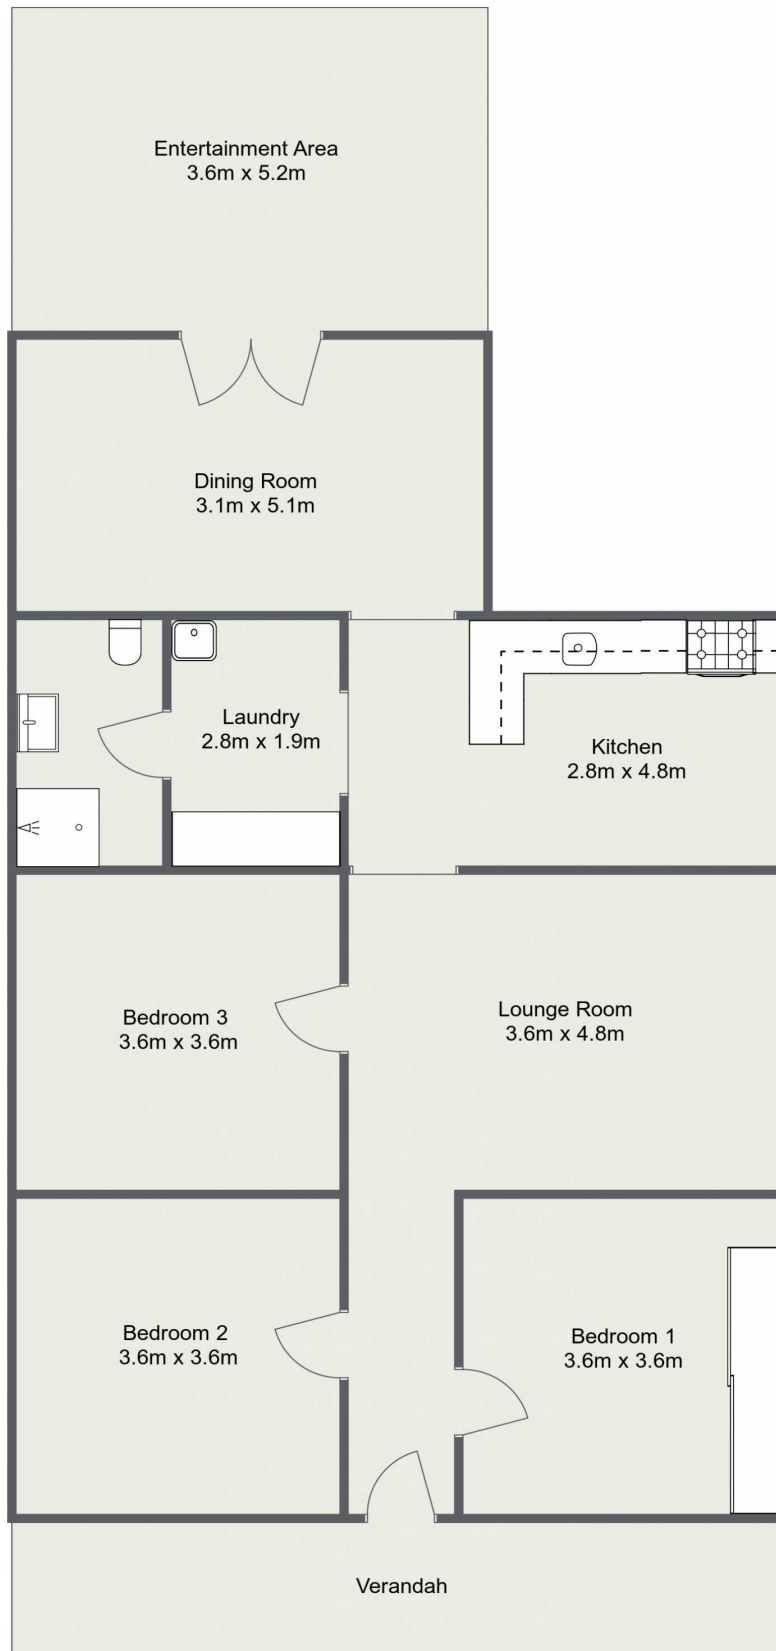 Entertainment Area
3.6m x 5.2m
Dining Room
3.1m x 5.1m
Laundry
2.8m x 1.9m
Kitchen
2.8m x 4.8m
Bedroom 3
3.6m x 3.6m
Lounge Room
3.6m x 4.8m
Bedroom 2
3.6m x 3.6m
Bedroom 1
3.6m x 3.6m
Verandah